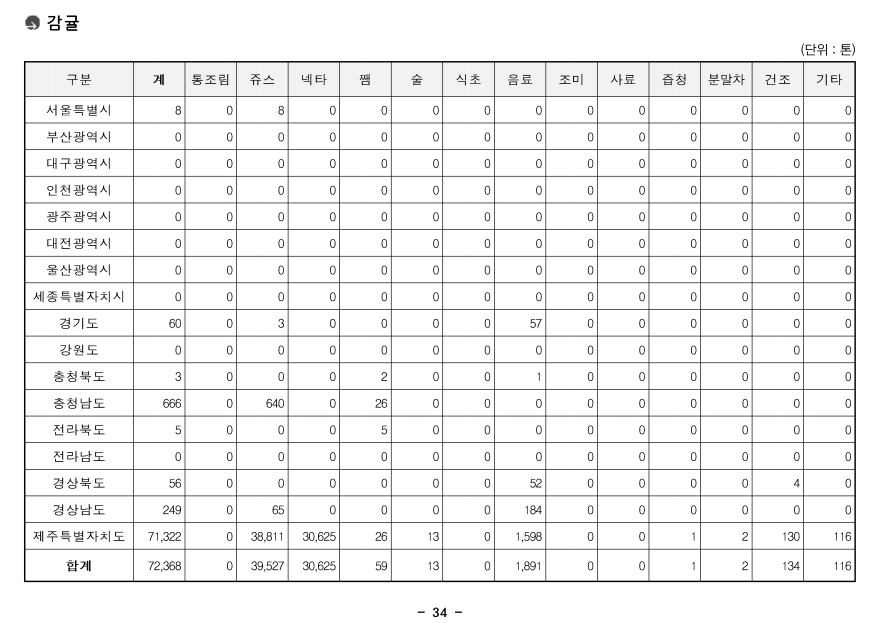 감귤
(단위 : 톤)
구분 계 통조림 쥬스 넥타 쨈 술 식초 음료 조미 사료 즙청 분말차 건조 기타
서울특별시 8 0 8 0 0 0 0 0 0 0 0 0 0 0
부산광역시 0 0 0 0 0 0 0 0 0 0 0 0 0 0
대구광역시 0 0 0 0 0 0 0 0 0 0 0 0 0 0
인천광역시 0 0 0 0 0 0 0 0 0 0 0 0 0 0
광주광역시 0 0 0 0 0 0 0 0 0 0 0 0 0 0
대전광역시 0 0 0 0 0 0 0 0 0 0 0 0 0 0
울산광역시 0 0 0 0 0 0 0 0 0 0 0 0 0 0
세종특별자치시 0 0 0 0 0 0 0 0 0 0 0 0 0 0
경기도 60 0 3 0 0 0 0 57 0 0 0 0 0 0
강원도 0 0 0 0 0 0 0 0 0 0 0 0 0 0
충청북도 3 0 0 0 2 0 0 1 0 0 0 0 0 0
충청남도 666 0 640 0 26 0 0 0 0 0 0 0 0 0
전라북도 5 0 0 0 5 0 0 0 0 0 0 0 0 0
전라남도 0 0 0 0 0 0 0 0 0 0 0 0 0 0
경상북도 56 0 0 0 0 0 0 52 0 0 0 0 4 0
경상남도 249 0 65 0 0 0 0 184 0 0 0 0 0 0
제주특별자치도 71,322 0 38,811 30,625 26 13 0 1,598 0 0 1 2 130 116
합계 72,368 0 39,527 30,625 59 13 0 1,891 0 0 1 2 134 116
- 34 -